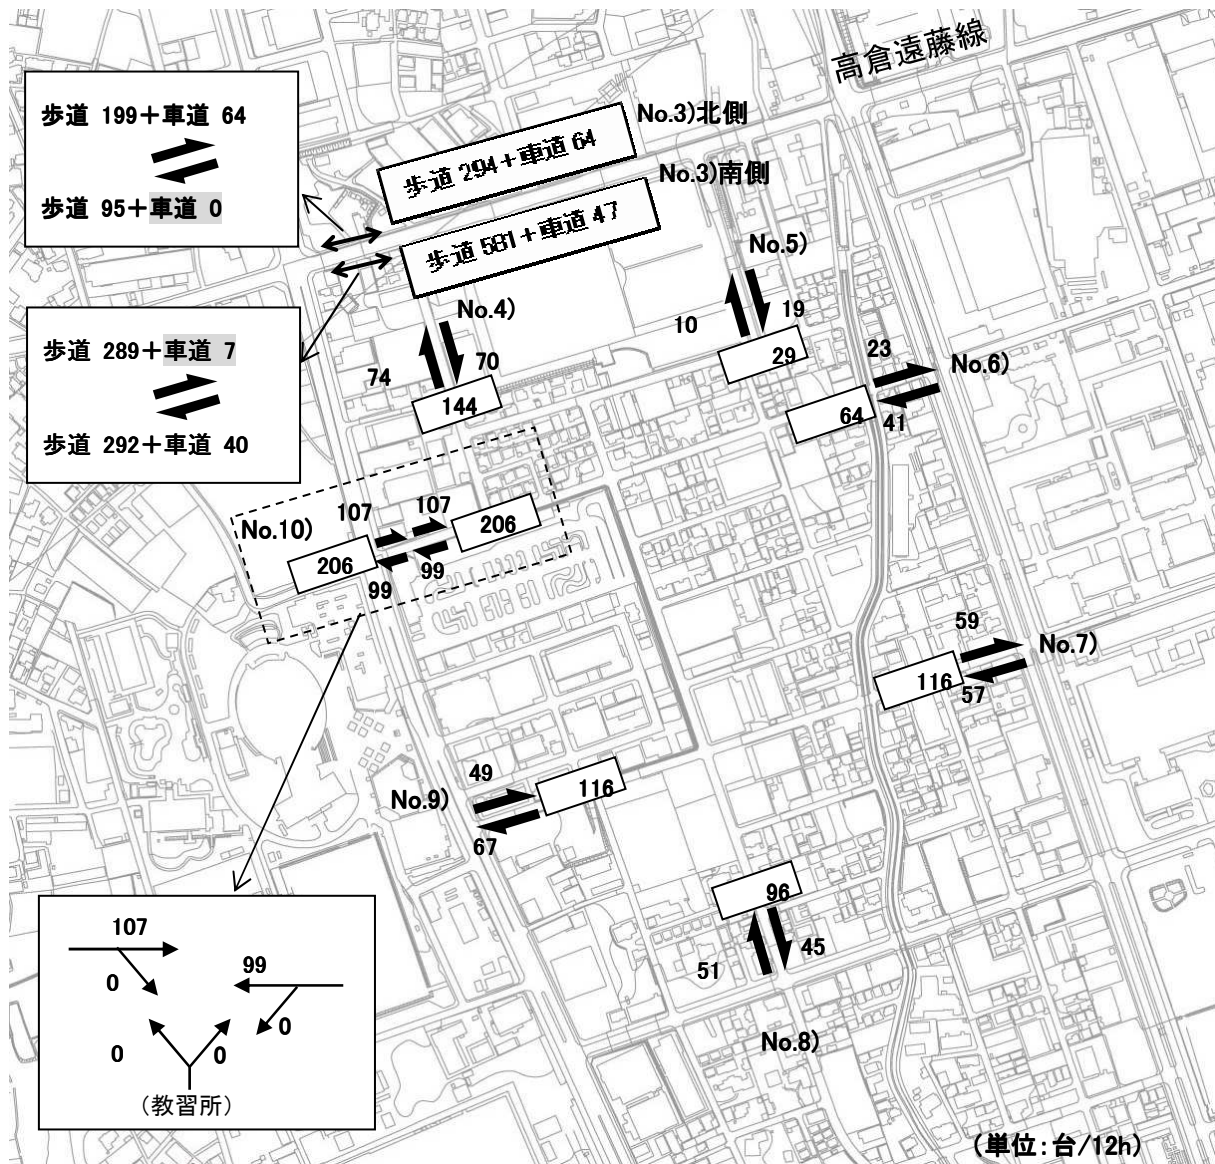 高倉遠藤線
歩道 199＋車道 64
歩道 95＋車道 0
No.3)北側
歩道 294＋車道 64
No.3)南側
歩道 581＋車道 47
歩道 289＋車道 7
歩道 292＋車道 40
No.4)
74
70
144
No.5)
10
19
29
No.6)
23
64
41
No.10)
107
107
206
206
99
99
59
No.7)
116
57
49
No.9)
116
67
96
51
45
No.8)
107
0
99
0
0
0
（教習所）
（単位：台/12h）